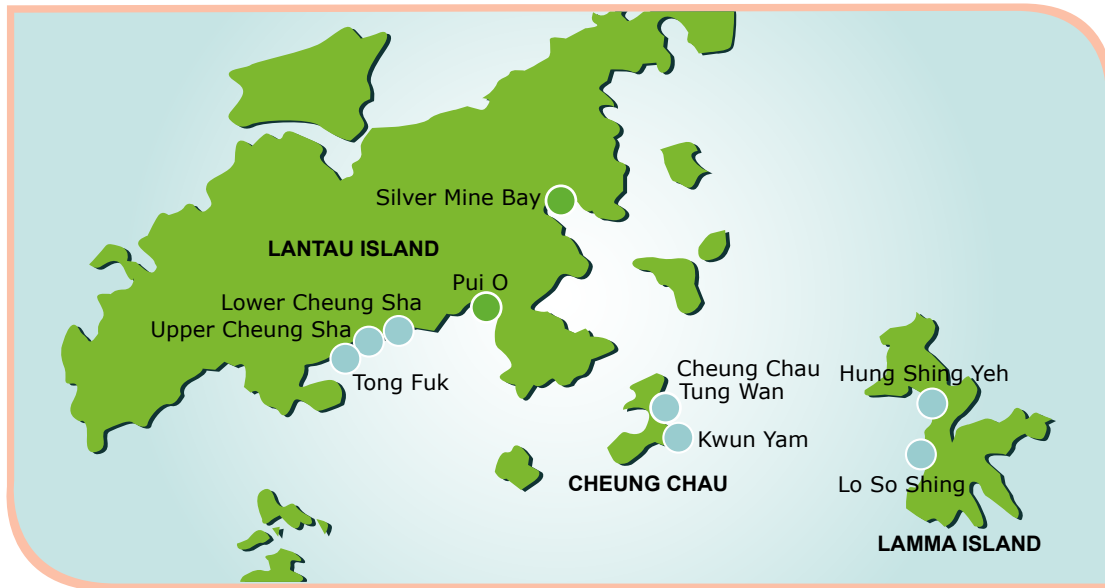 Silver Mine Bay
LANTAU ISLAND
Pui O
Lower Cheung Sha
Upper Cheung Sha
Tong Fuk
Cheung Chau
Tung Wan
Kwun Yam
CHEUNG CHAU
Hung Shing Yeh
Lo So Shing
LAMMA ISLAND